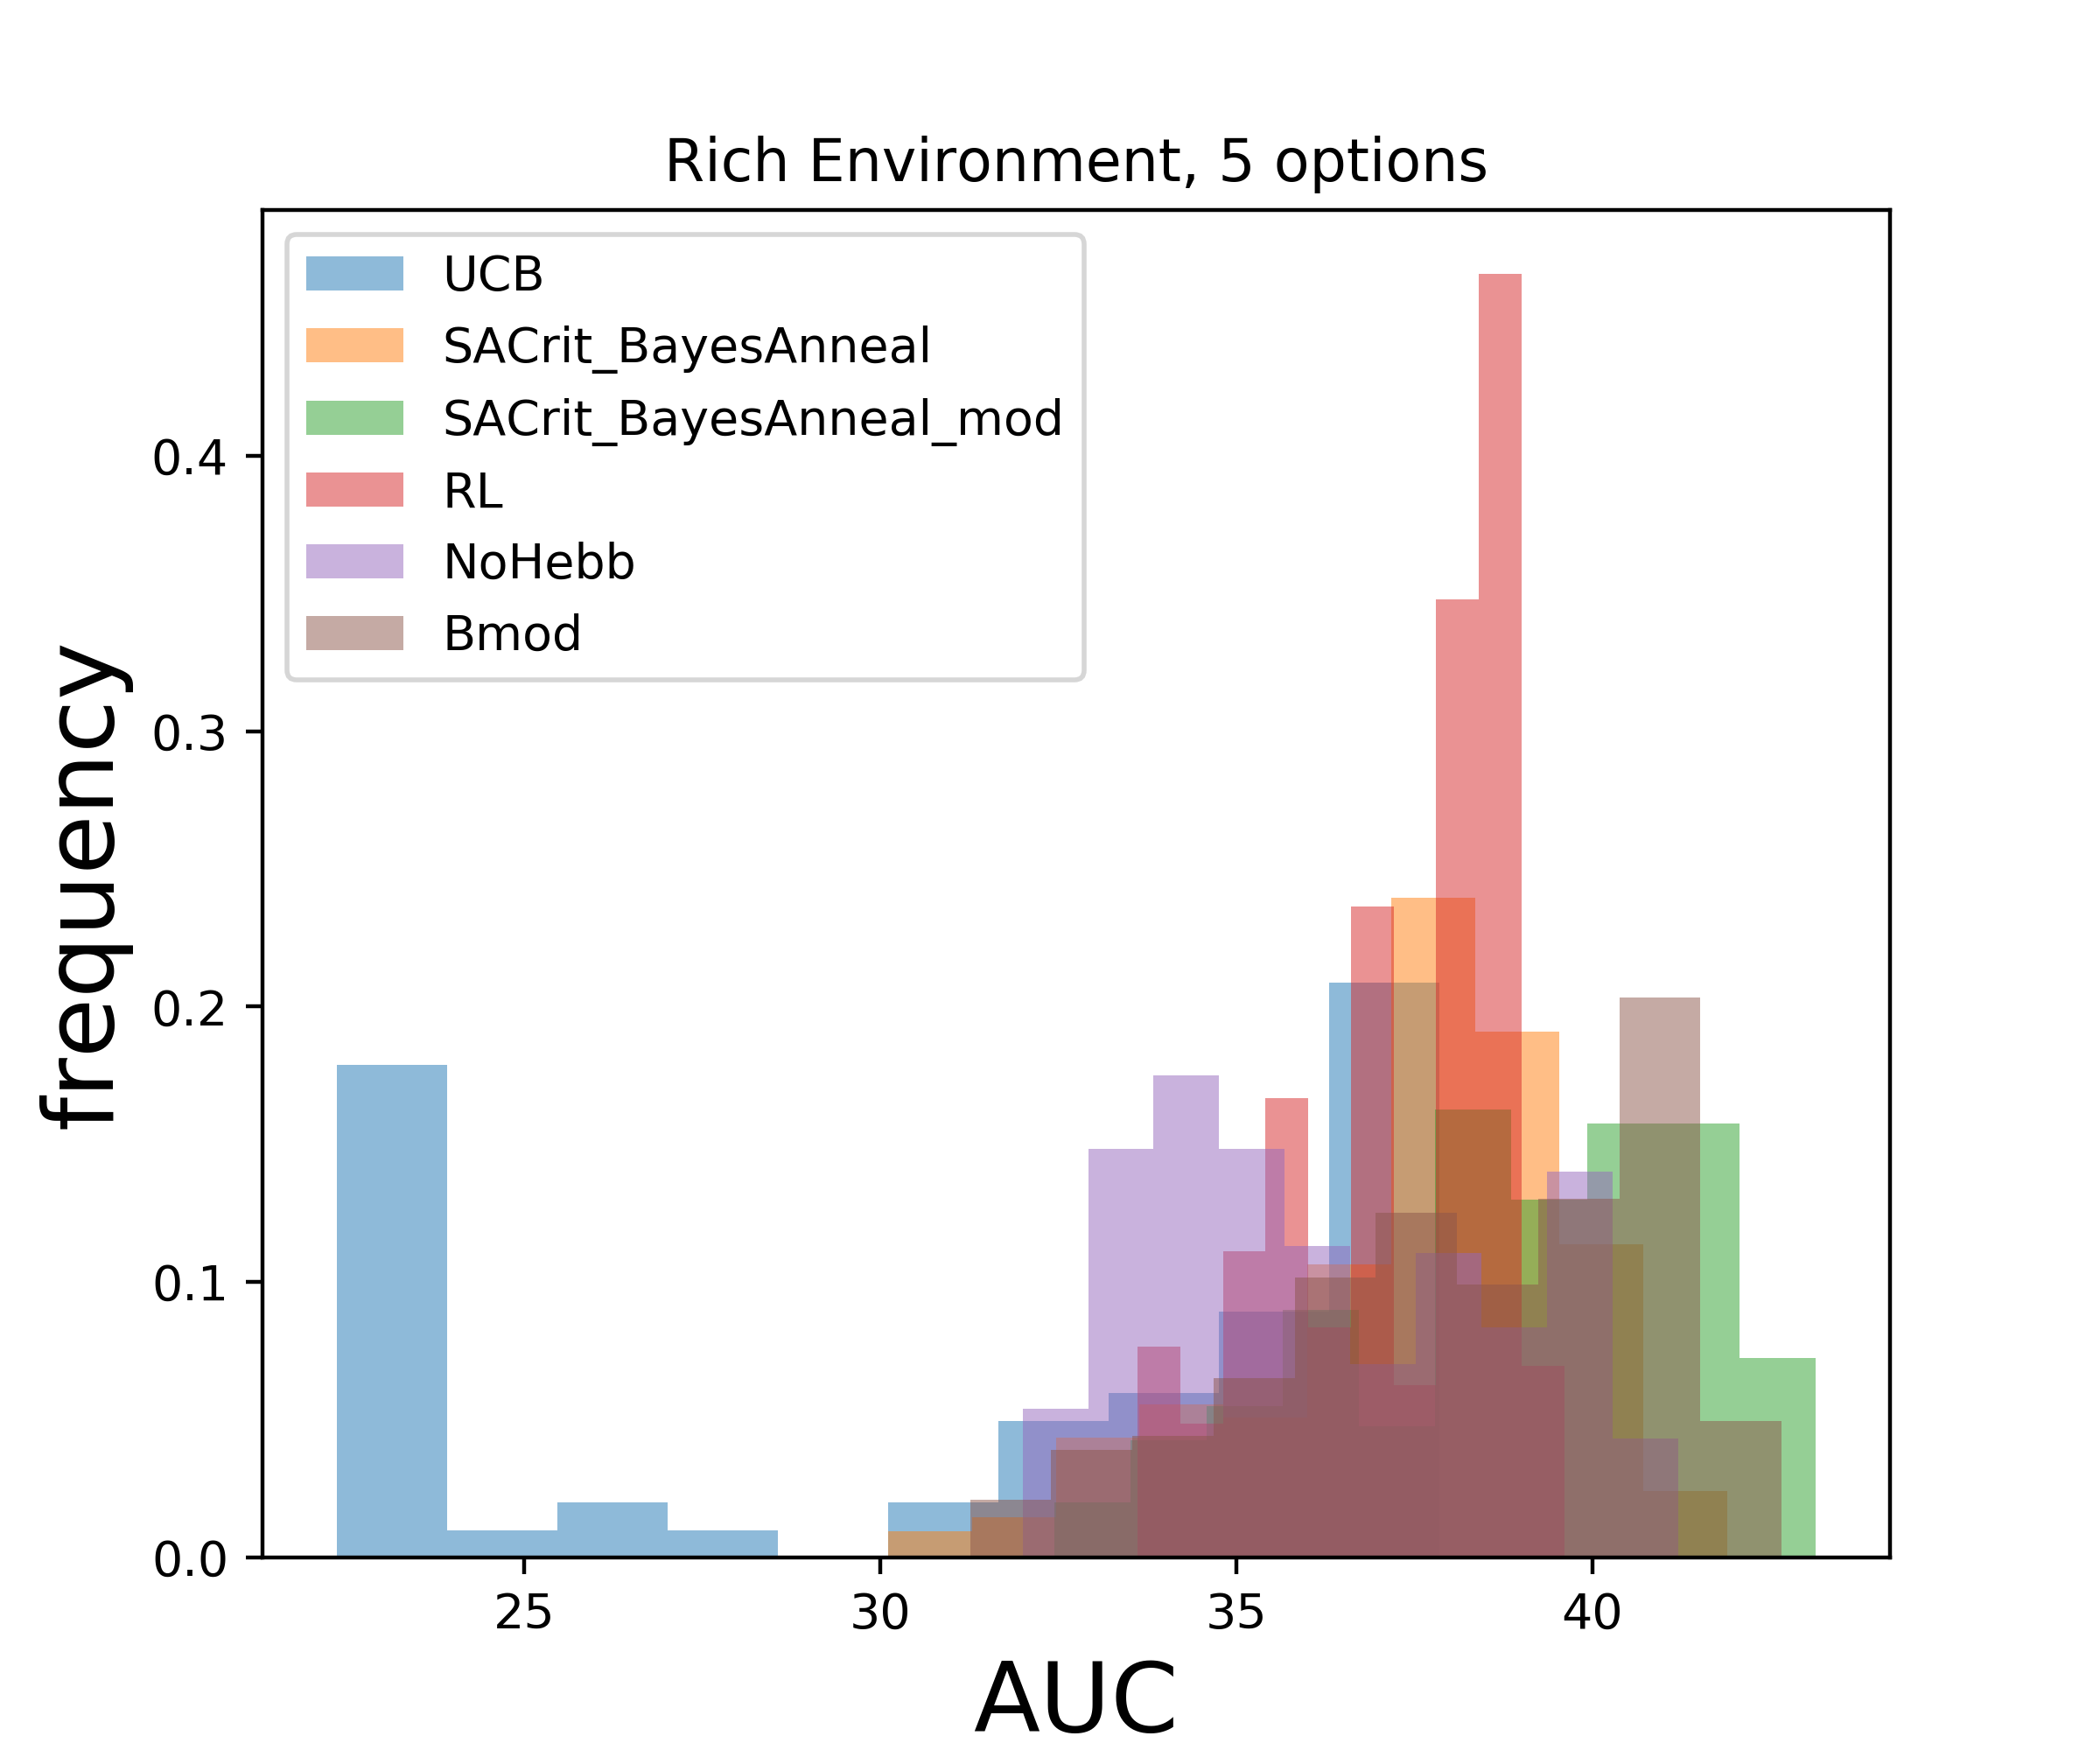 Rich Environment, 5 options
UCB
SACrit_BayesAnneal
SACrit_BayesAnneal_mod
RL
NoHebb
Bmod
frequency
0.4
0.3
0.2
0.1
0.0
25 30 35 40
AUC